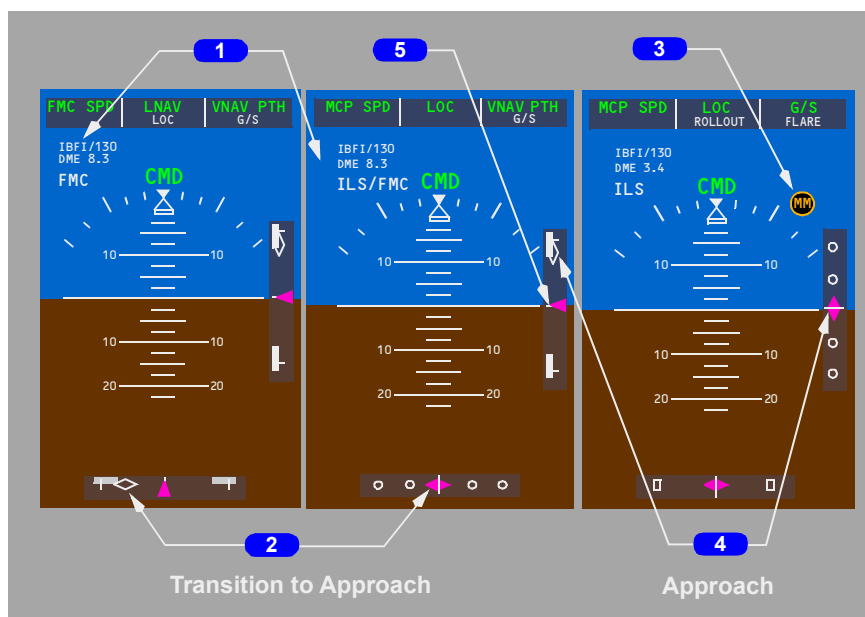 1
5
3
FMC SPD LNAV VNAV PTH
LOC G/S
IBFI/130
DME 8.3
FMC
CMD
10 10
10 10
20 20
MCP SPD LOC VNAV PTH
G/S
IBFI/130
DME 8.3
ILS/FMC
CMD
10 10
10 10
20 20
MCP SPD LOC G/S
ROLLOUT FLARE
IBFI/130
DME 3.4
ILS
CMD
MM
10 10
10 10
20 20
2
4
Transition to Approach
Approach